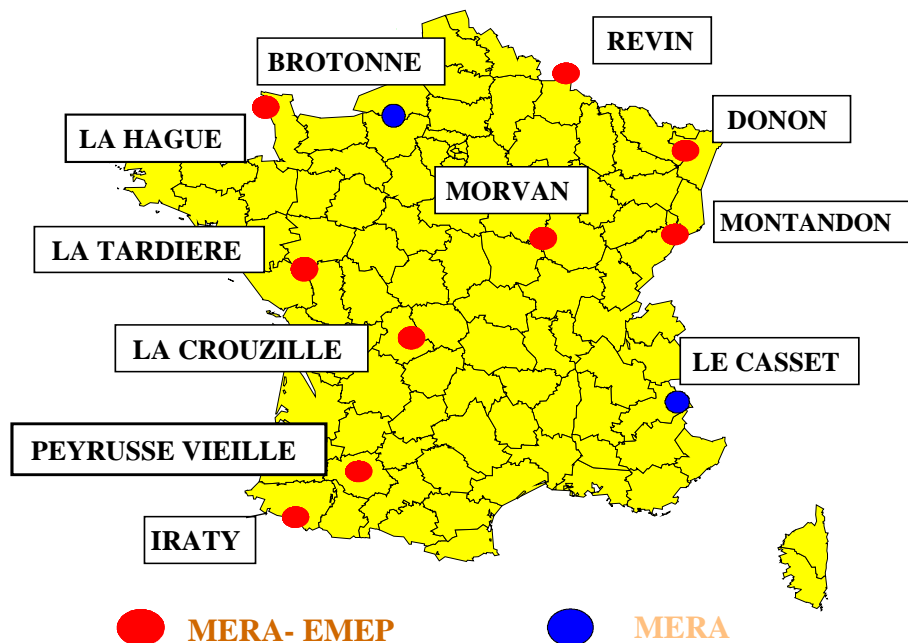 REVIN
BROTONNE
DONON
LA HAGUE
MORVAN
MONTANDON
LA TARDIERE
LA CROUZILLE
LE CASSET
PEYRUSSE VIEILLE
IRATY
MERA- EMEP
MERA